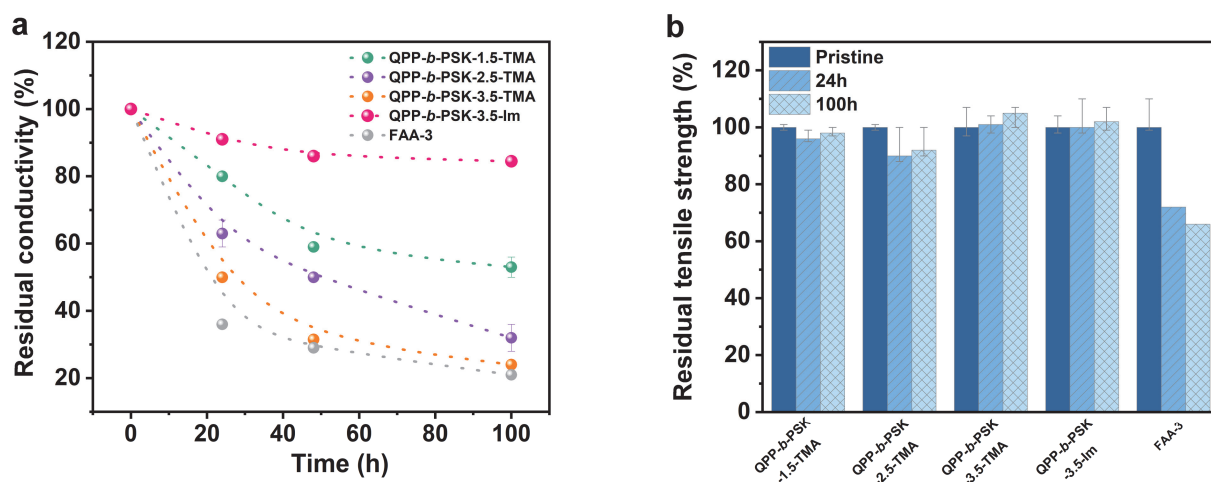 a
120
100
80
60
40
20
Residual conductivity (%)
0
20
40
60
80
100
Time (h)
QPP-b-PSK-1.5-TMA
QPP-b-PSK-2.5-TMA
QPP-b-PSK-3.5-TMA
QPP-b-PSK-3.5-Im
FAA-3
b
120
100
80
60
40
20
0
Residual tensile strength (%)
Pristine
24h
100h
QPP-b-PSK
-1.5-TMA
QPP-b-PSK
-2.5-TMA
QPP-b-PSK
-3.5-TMA
QPP-b-PSK
-3.5-Im
FAA-3